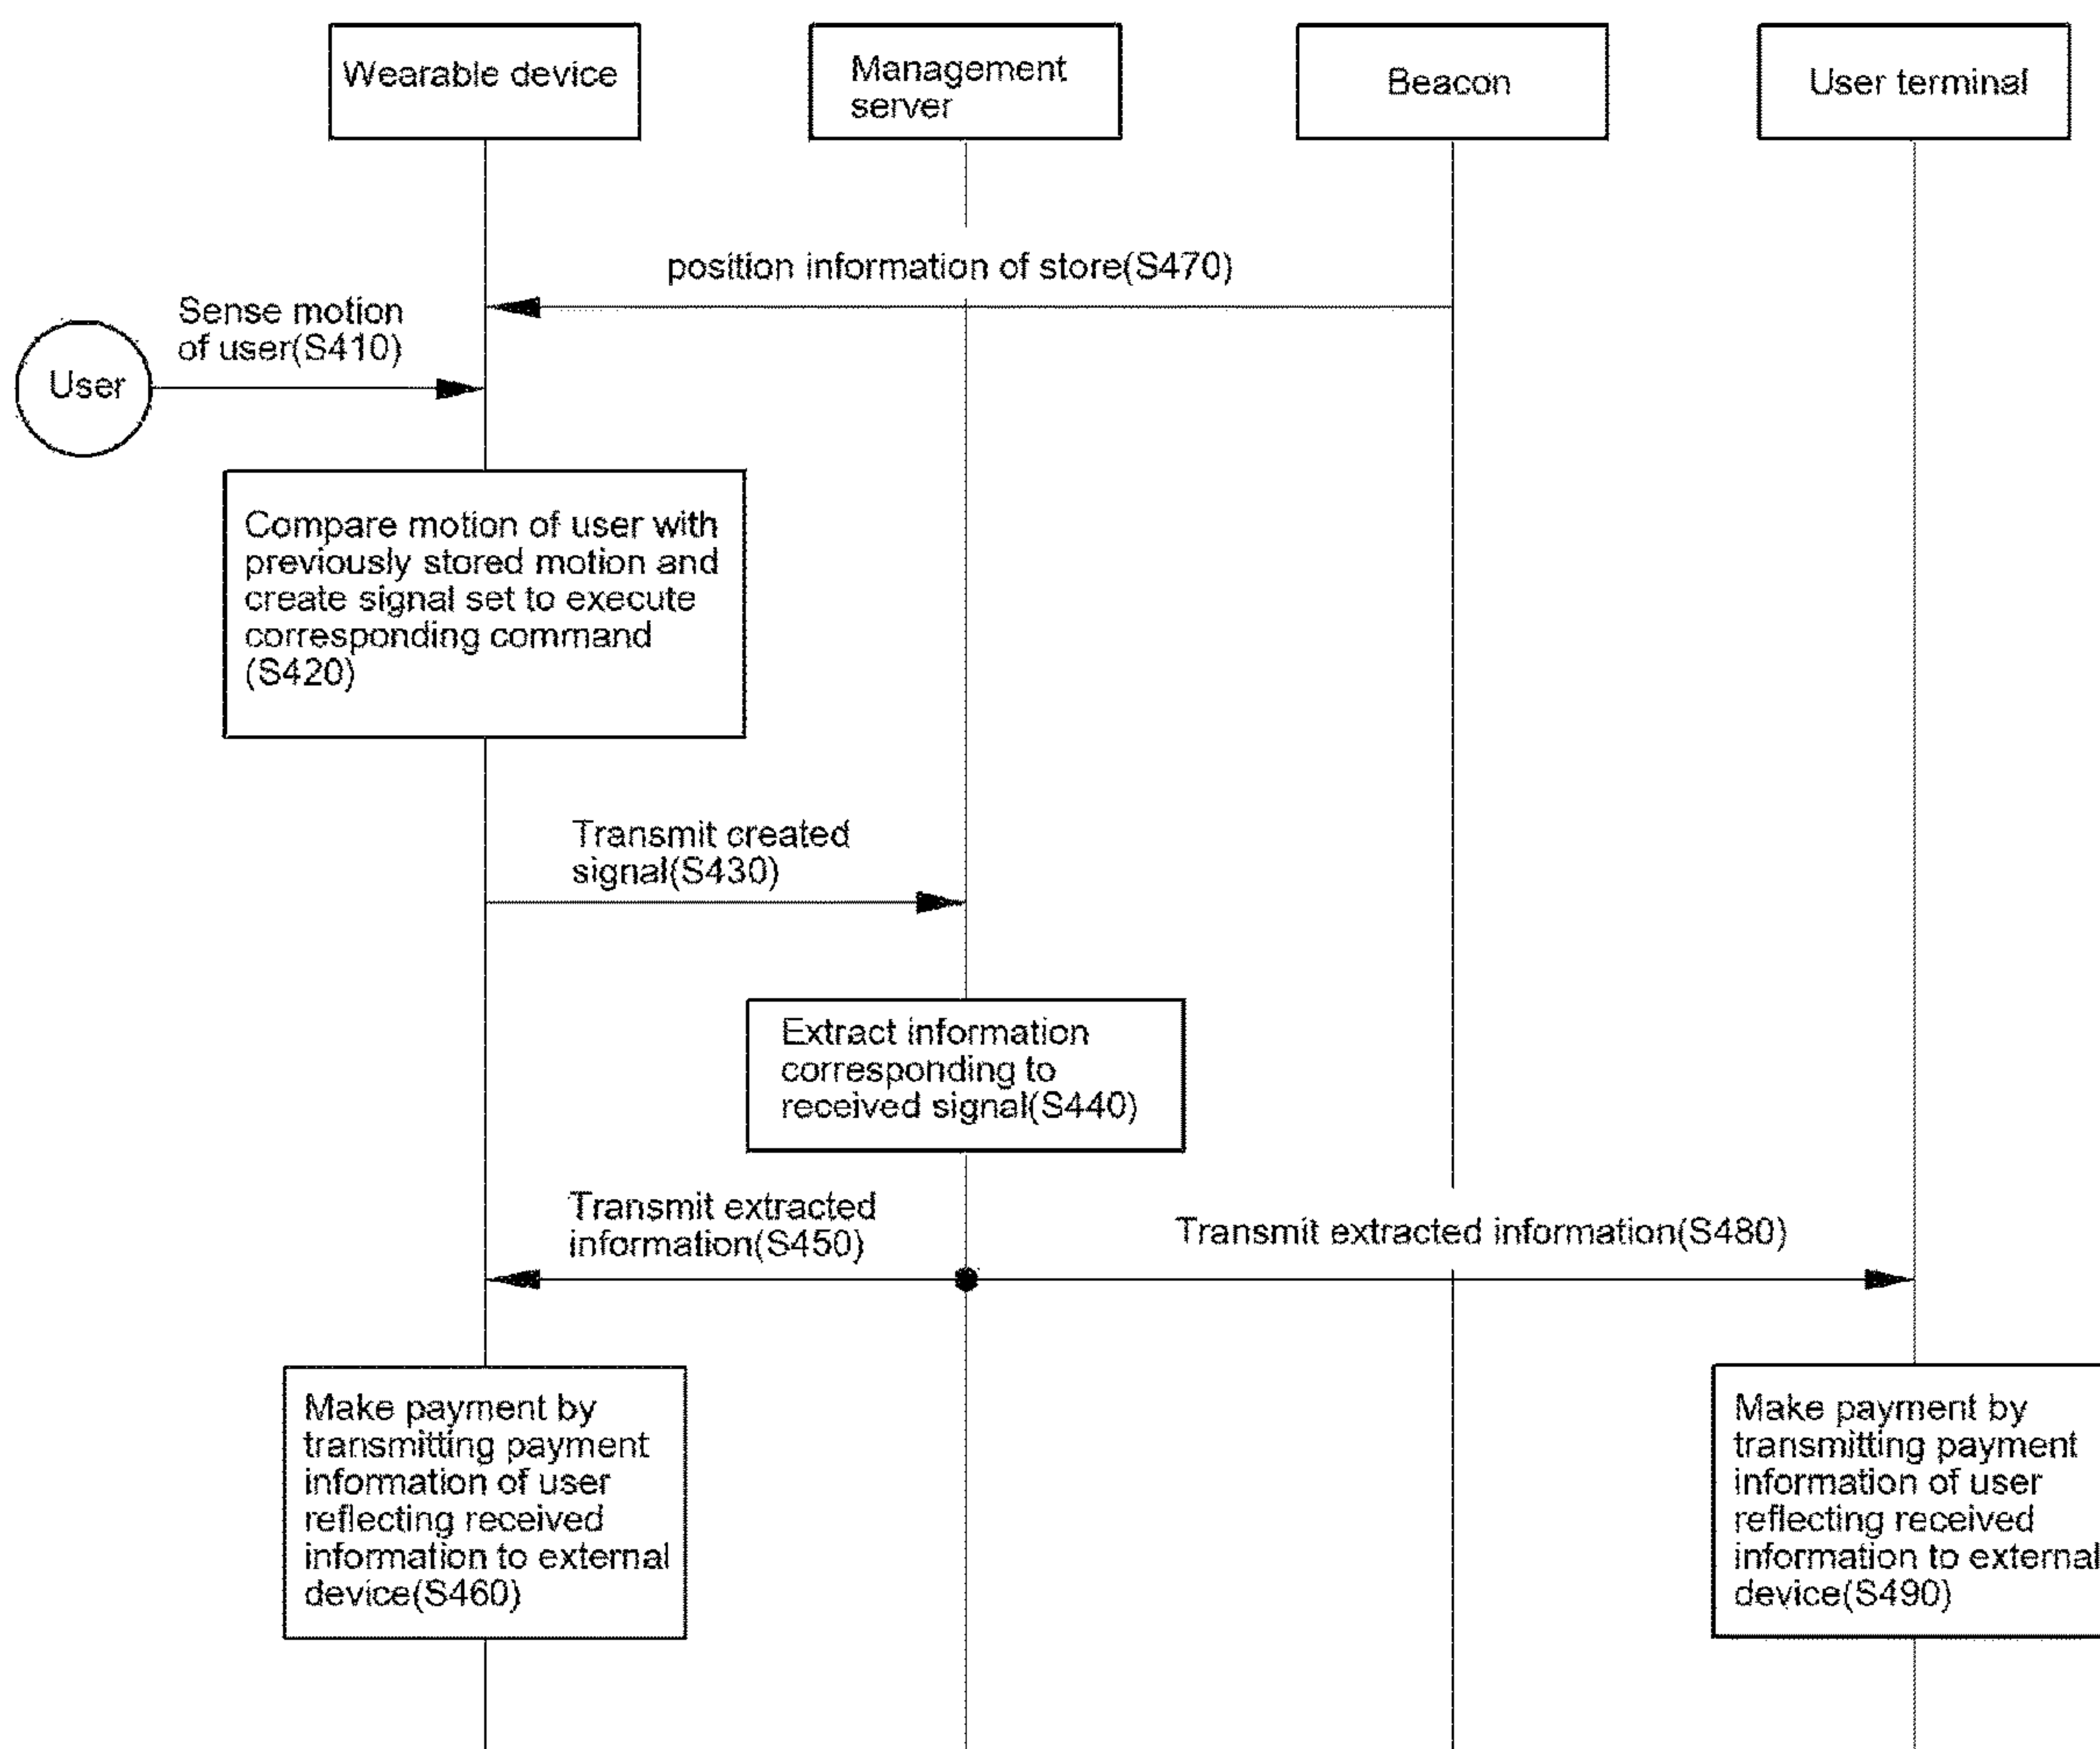 Wearable device
Management
server
Beacon
User terminal
position information of store(S470)
Sense motion
of user(S410)
User
Compare motion of user with
previously stored motion and
create signal set to execute
corresponding command
(S420)
Transmit created
signal(S430)
Extract information
corresponding to
received signal(S440)
Transmit extracted
information(S450)
Transmit extracted information(S480)
Make payment by
transmitting payment
information of user
reflecting received
information to external
device(S460)
Make payment by
transmitting payment
information of user
reflecting received
information to external
device(S490)